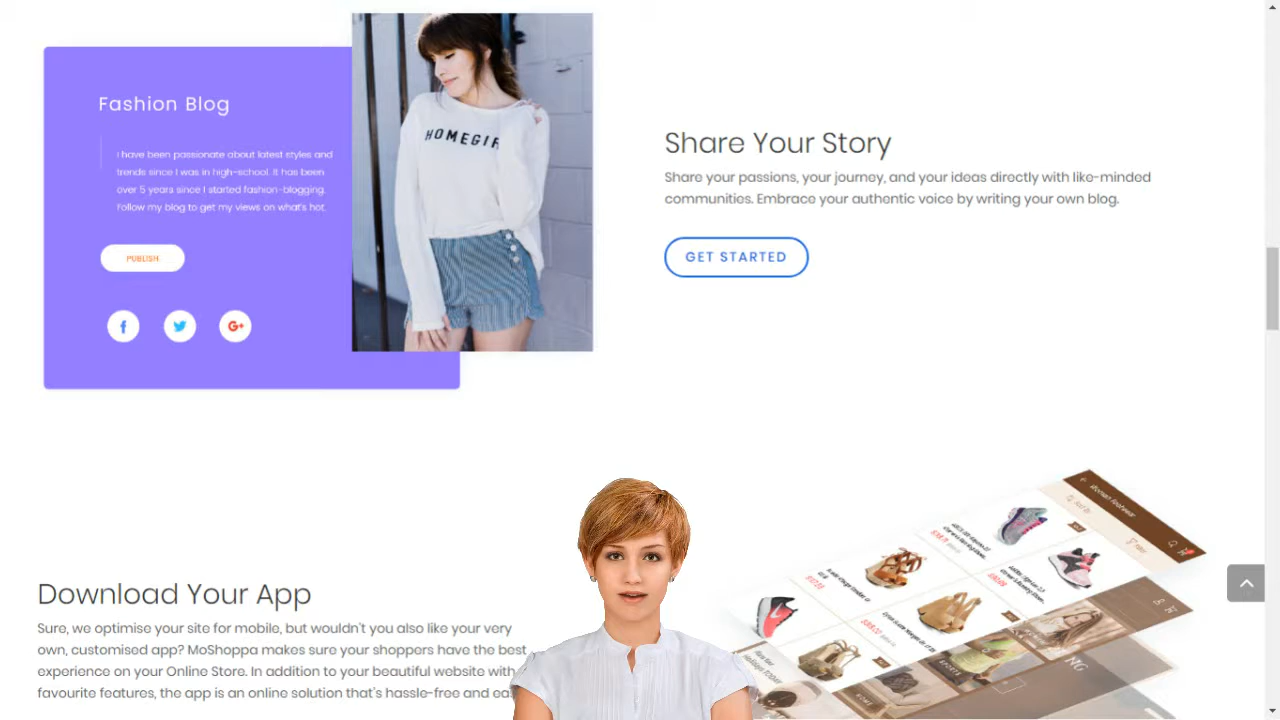 Fashion Blog
I have been passionate about latest styles and
trends since I was in high-school. It has been
over 5 years since I started fashion-blogging.
Follow my blog to get my views on what's hot.
PUBLISH
HOMEGIR
Share Your Story
Share your passions, your journey, and your ideas directly with like-minded
communities. Embrace your authentic voice by writing your own blog.
GET STARTED
Download Your App
Sure, we optimise your site for mobile, but wouldn't you also like your very
own, customised app? MoShoppa makes sure your shoppers have the best
experience on your Online Store. In addition to your beautiful website with
favourite features, the app is an online solution that's hassle-free and
Woman Footwear